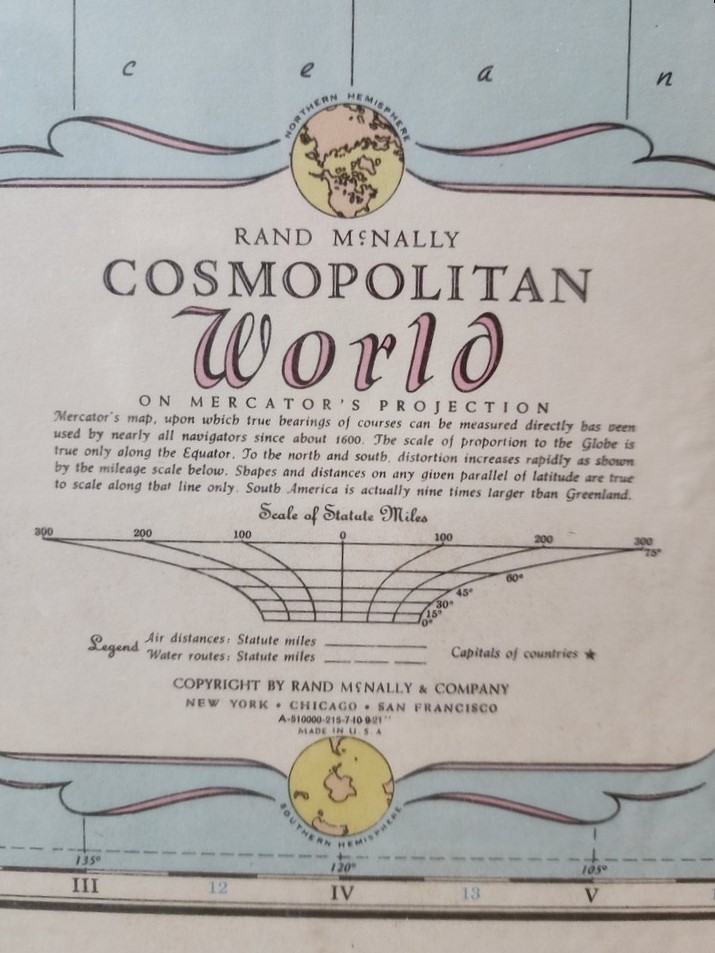 c e a n
NORTHERN HEMISPHERE
RAND McNALLY
COSMOPOLITAN
World
ON MERCATOR'S PROJECTION
Mercator's map, upon which true bearings of courses can be measured directly has been
used by nearly all navigators since about 1600. The scale of proportion to the Globe is
true only along the Equator. To the north and south, distortion increases rapidly as shown
by the mileage scale below. Shapes and distances on any given parallel of latitude are true
to scale along that line only. South America is actually nine times larger than Greenland.
Scale of Statute Miles
300 200 100 0 100 200 300
75°
60°
45°
30°
15°
0°
Legend Air distances: Statute miles
Water routes: Statute miles
Capitals of countries ★
COPYRIGHT BY RAND McNALLY & COMPANY
NEW YORK • CHICAGO • SAN FRANCISCO
MADE IN U.S.A
SOUTHERN HEMISPHERE
135° 120° 105°
III 12 IV 13 V